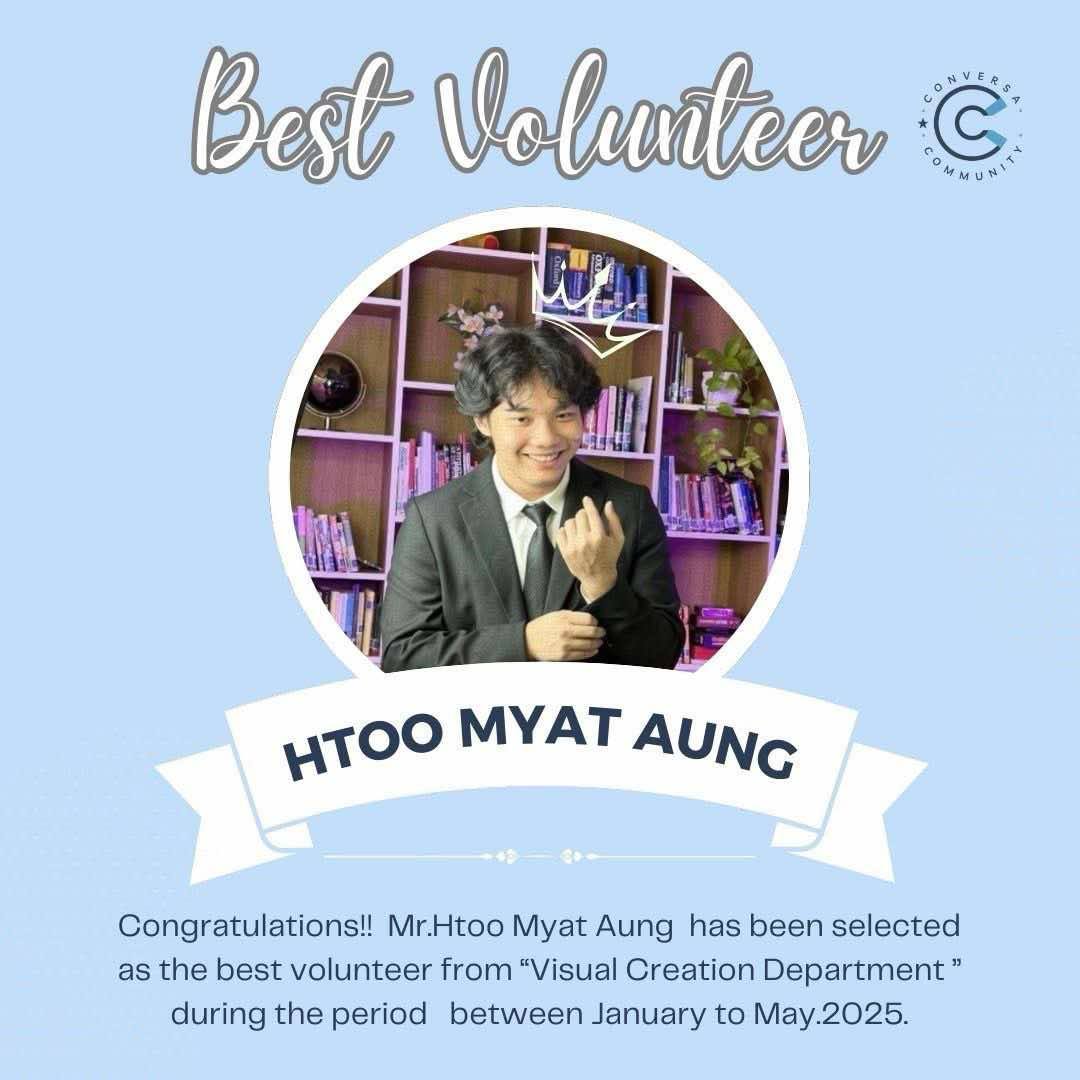 Best Volunteer
CONVERSA
COMMUNITY
Oxford
HTOO MYAT AUNG
Congratulations!! Mr.Htoo Myat Aung has been selected
as the best volunteer from “Visual Creation Department ”
during the period between January to May.2025.